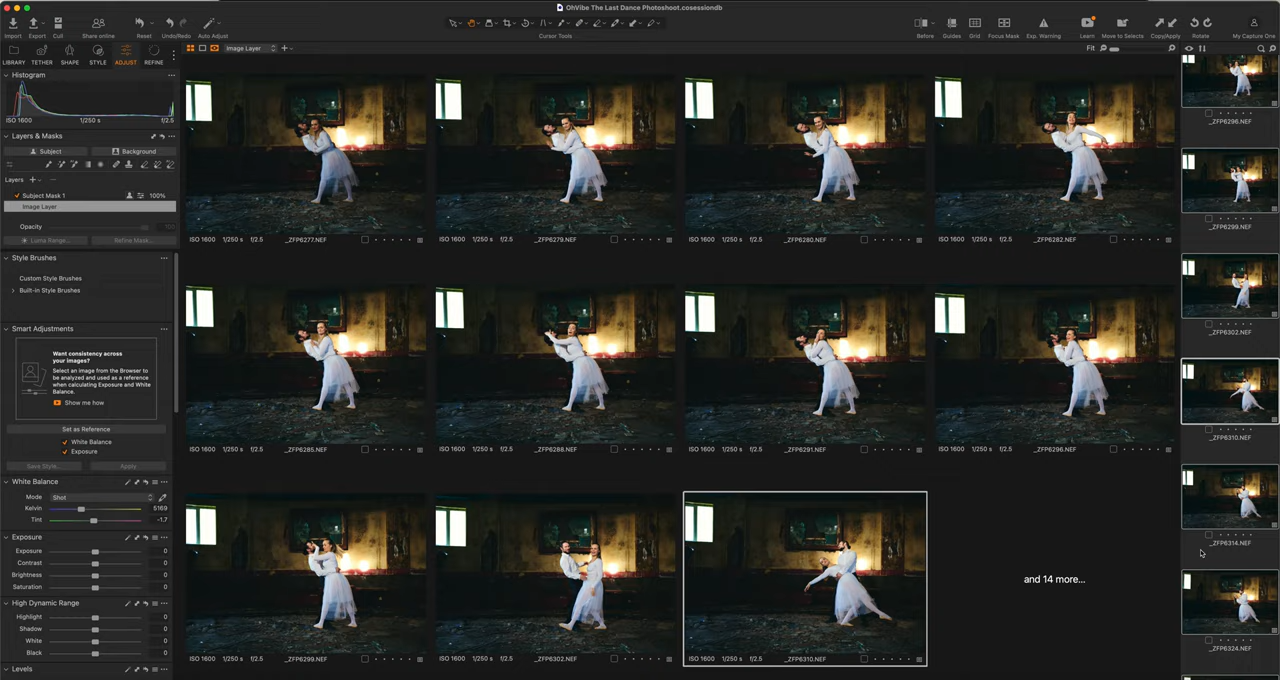 OhVibe The Last Dance Photoshoot.cosessiondb
Import Export Cull Share online Reset Undo/Redo Auto Adjust Cursor Tools Before Guides Grid Focus Mask Exp. Warning Learn Move to Selects Copy/Apply Rotate My Capture One
LIBRARY TETHER SHAPE STYLE ADJUST REFINE
Image Layer
Fit
Histogram
ISO 1600 1/250 s f/2.5
Layers & Masks
Subject Background
Layers
Subject Mask 1 100%
Image Layer
Opacity
Luma Range... Refine Mask...
Style Brushes
Custom Style Brushes
Built-in Style Brushes
Smart Adjustments
Want consistency across
your images?
Select an image from the Browser to
be analyzed and used as a reference
when calculating Exposure and White
Balance.
Show me how
Set as Reference
White Balance
Exposure
Save Style... Apply
White Balance
Mode Shot
Kelvin 5169
Tint -1.7
Exposure
Exposure 0
Contrast 0
Brightness 0
Saturation 0
High Dynamic Range
Highlight 0
Shadow 0
White 0
Black 0
Levels
ISO 1600 1/250 s f/2.5 _ZFP6277.NEF
ISO 1600 1/250 s f/2.5 _ZFP6279.NEF
ISO 1600 1/250 s f/2.5 _ZFP6280.NEF
ISO 1600 1/250 s f/2.5 _ZFP6282.NEF
ISO 1600 1/250 s f/2.5 _ZFP6285.NEF
ISO 1600 1/250 s f/2.5 _ZFP6288.NEF
ISO 1600 1/250 s f/2.5 _ZFP6291.NEF
ISO 1600 1/250 s f/2.5 _ZFP6296.NEF
ISO 1600 1/250 s f/2.5 _ZFP6299.NEF
ISO 1600 1/250 s f/2.5 _ZFP6302.NEF
ISO 1600 1/250 s f/2.5 _ZFP6310.NEF
and 14 more...
_ZFP6296.NEF
_ZFP6299.NEF
_ZFP6302.NEF
_ZFP6310.NEF
_ZFP6314.NEF
_ZFP6324.NEF